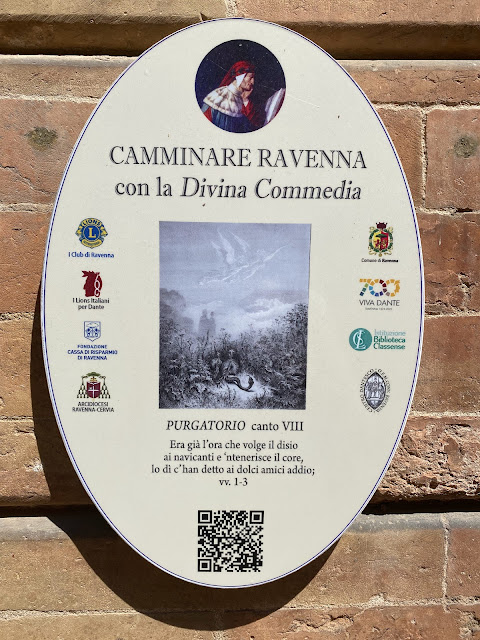 CAMMINARE RAVENNA
con la Divina Commedia
LIONS
L
I Club di Ravenna
I Lions Italiani
per Dante
FONDAZIONE
CASSA DI RISPARMIO
DI RAVENNA
ARCIDIOCESI
RAVENNA-CERVIA
Comune di Ravenna
700
VIVA DANTE
Istituzione
Biblioteca
Classense
PURGATORIO canto VIII
Era già l'ora che volge il disio
ai navicanti e 'ntenerisce il core,
lo dì c'han detto ai dolci amici addio;
vv. 1-3